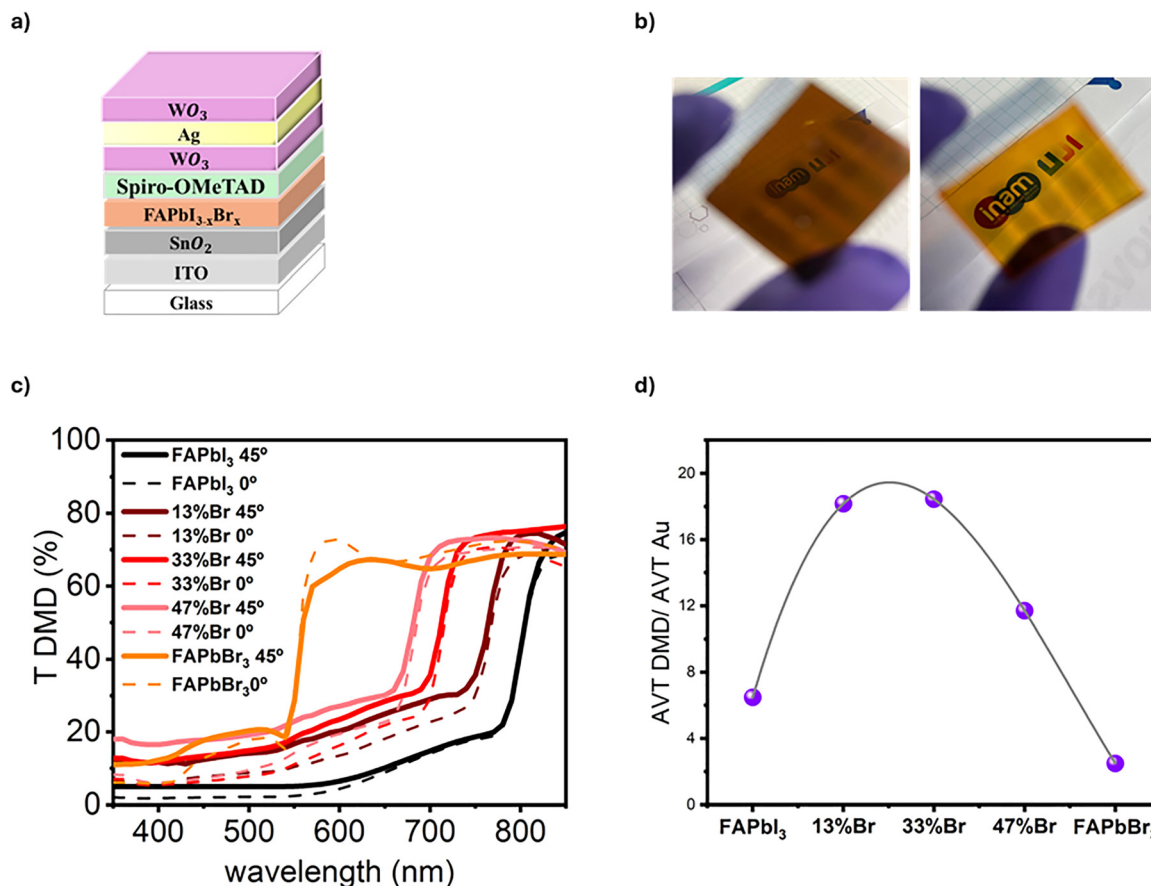 a)
WO₃
Ag
WO₃
Spiro-OMeTAD
FAPbI₃₋ₓBrₓ
SnO₂
ITO
Glass
b)
inam
UJI
inam
UJI
c)
T DMD (%)
100
80
60
40
20
0
FAPbI₃ 45º
FAPbI₃ 0º
13%Br 45º
13%Br 0º
33%Br 45º
33%Br 0º
47%Br 45º
47%Br 0º
FAPbBr₃ 45º
FAPbBr₃0º
400 500 600 700 800
wavelength (nm)
d)
AVT DMD/ AVT Au
20
16
12
8
4
0
FAPbI₃ 13%Br 33%Br 47%Br